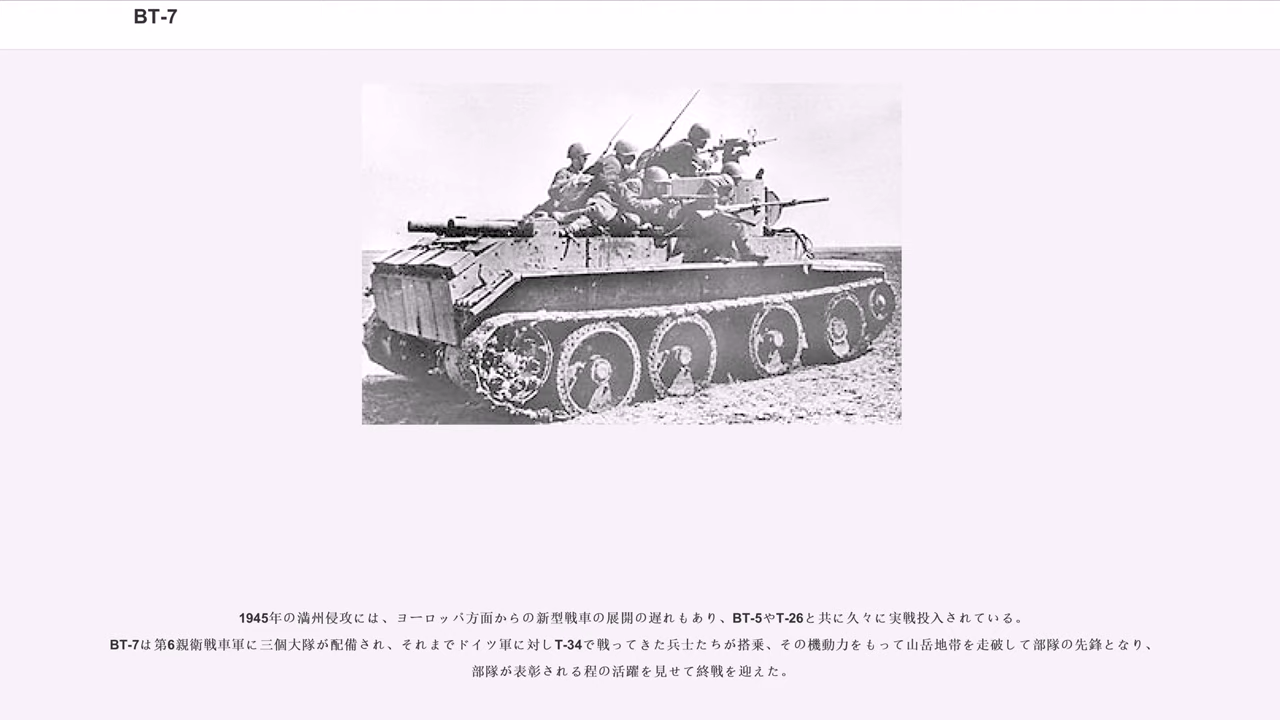 BT-7
1945年の満州侵攻には、ヨーロッパ方面からの新型戦車の展開の遅れもあり、BT-5やT-26と共に久々に実戦投入されている。
BT-7は第6親衛戦車軍に三個大隊が配備され、それまでドイツ軍に対しT-34で戦ってきた兵士たちが搭乗、その機動力をもって山岳地帯を走破して部隊の先鋒となり、
部隊が表彰される程の活躍を見せて終戦を迎えた。